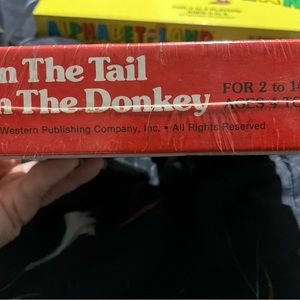 ALPHABET LAND
n The Tail
n The Donkey
FOR 2 to 14
AGES 4 TO
Western Publishing Company, Inc. • All Rights Reserved